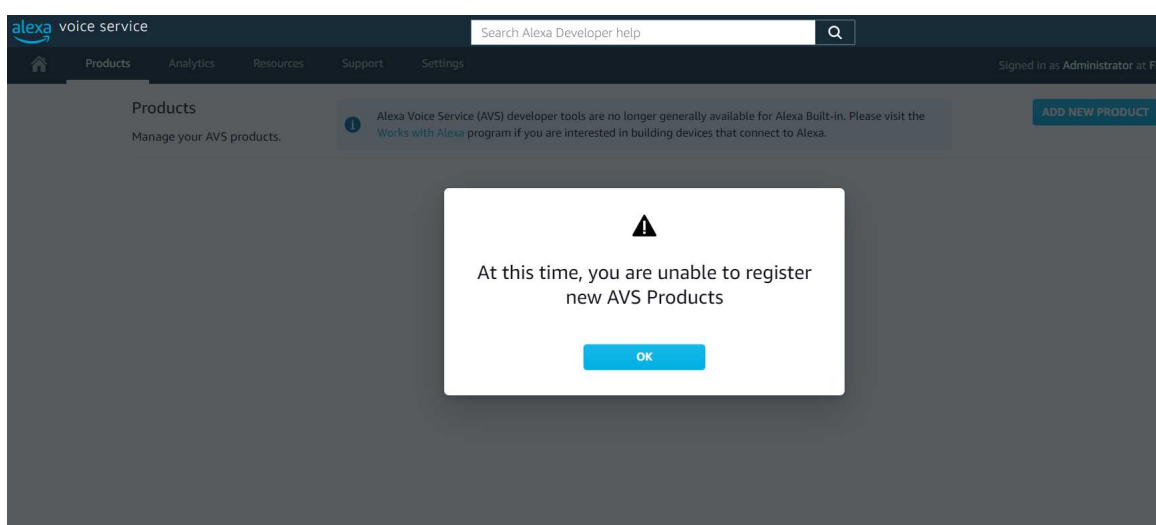 alexa voice service
Search Alexa Developer help
Products Analytics Resources Support Settings
Signed in as Administrator at F
Products
Manage your AVS products.
Alexa Voice Service (AVS) developer tools are no longer generally available for Alexa Built-in. Please visit the
Works with Alexa program if you are interested in building devices that connect to Alexa.
ADD NEW PRODUCT
At this time, you are unable to register
new AVS Products
OK